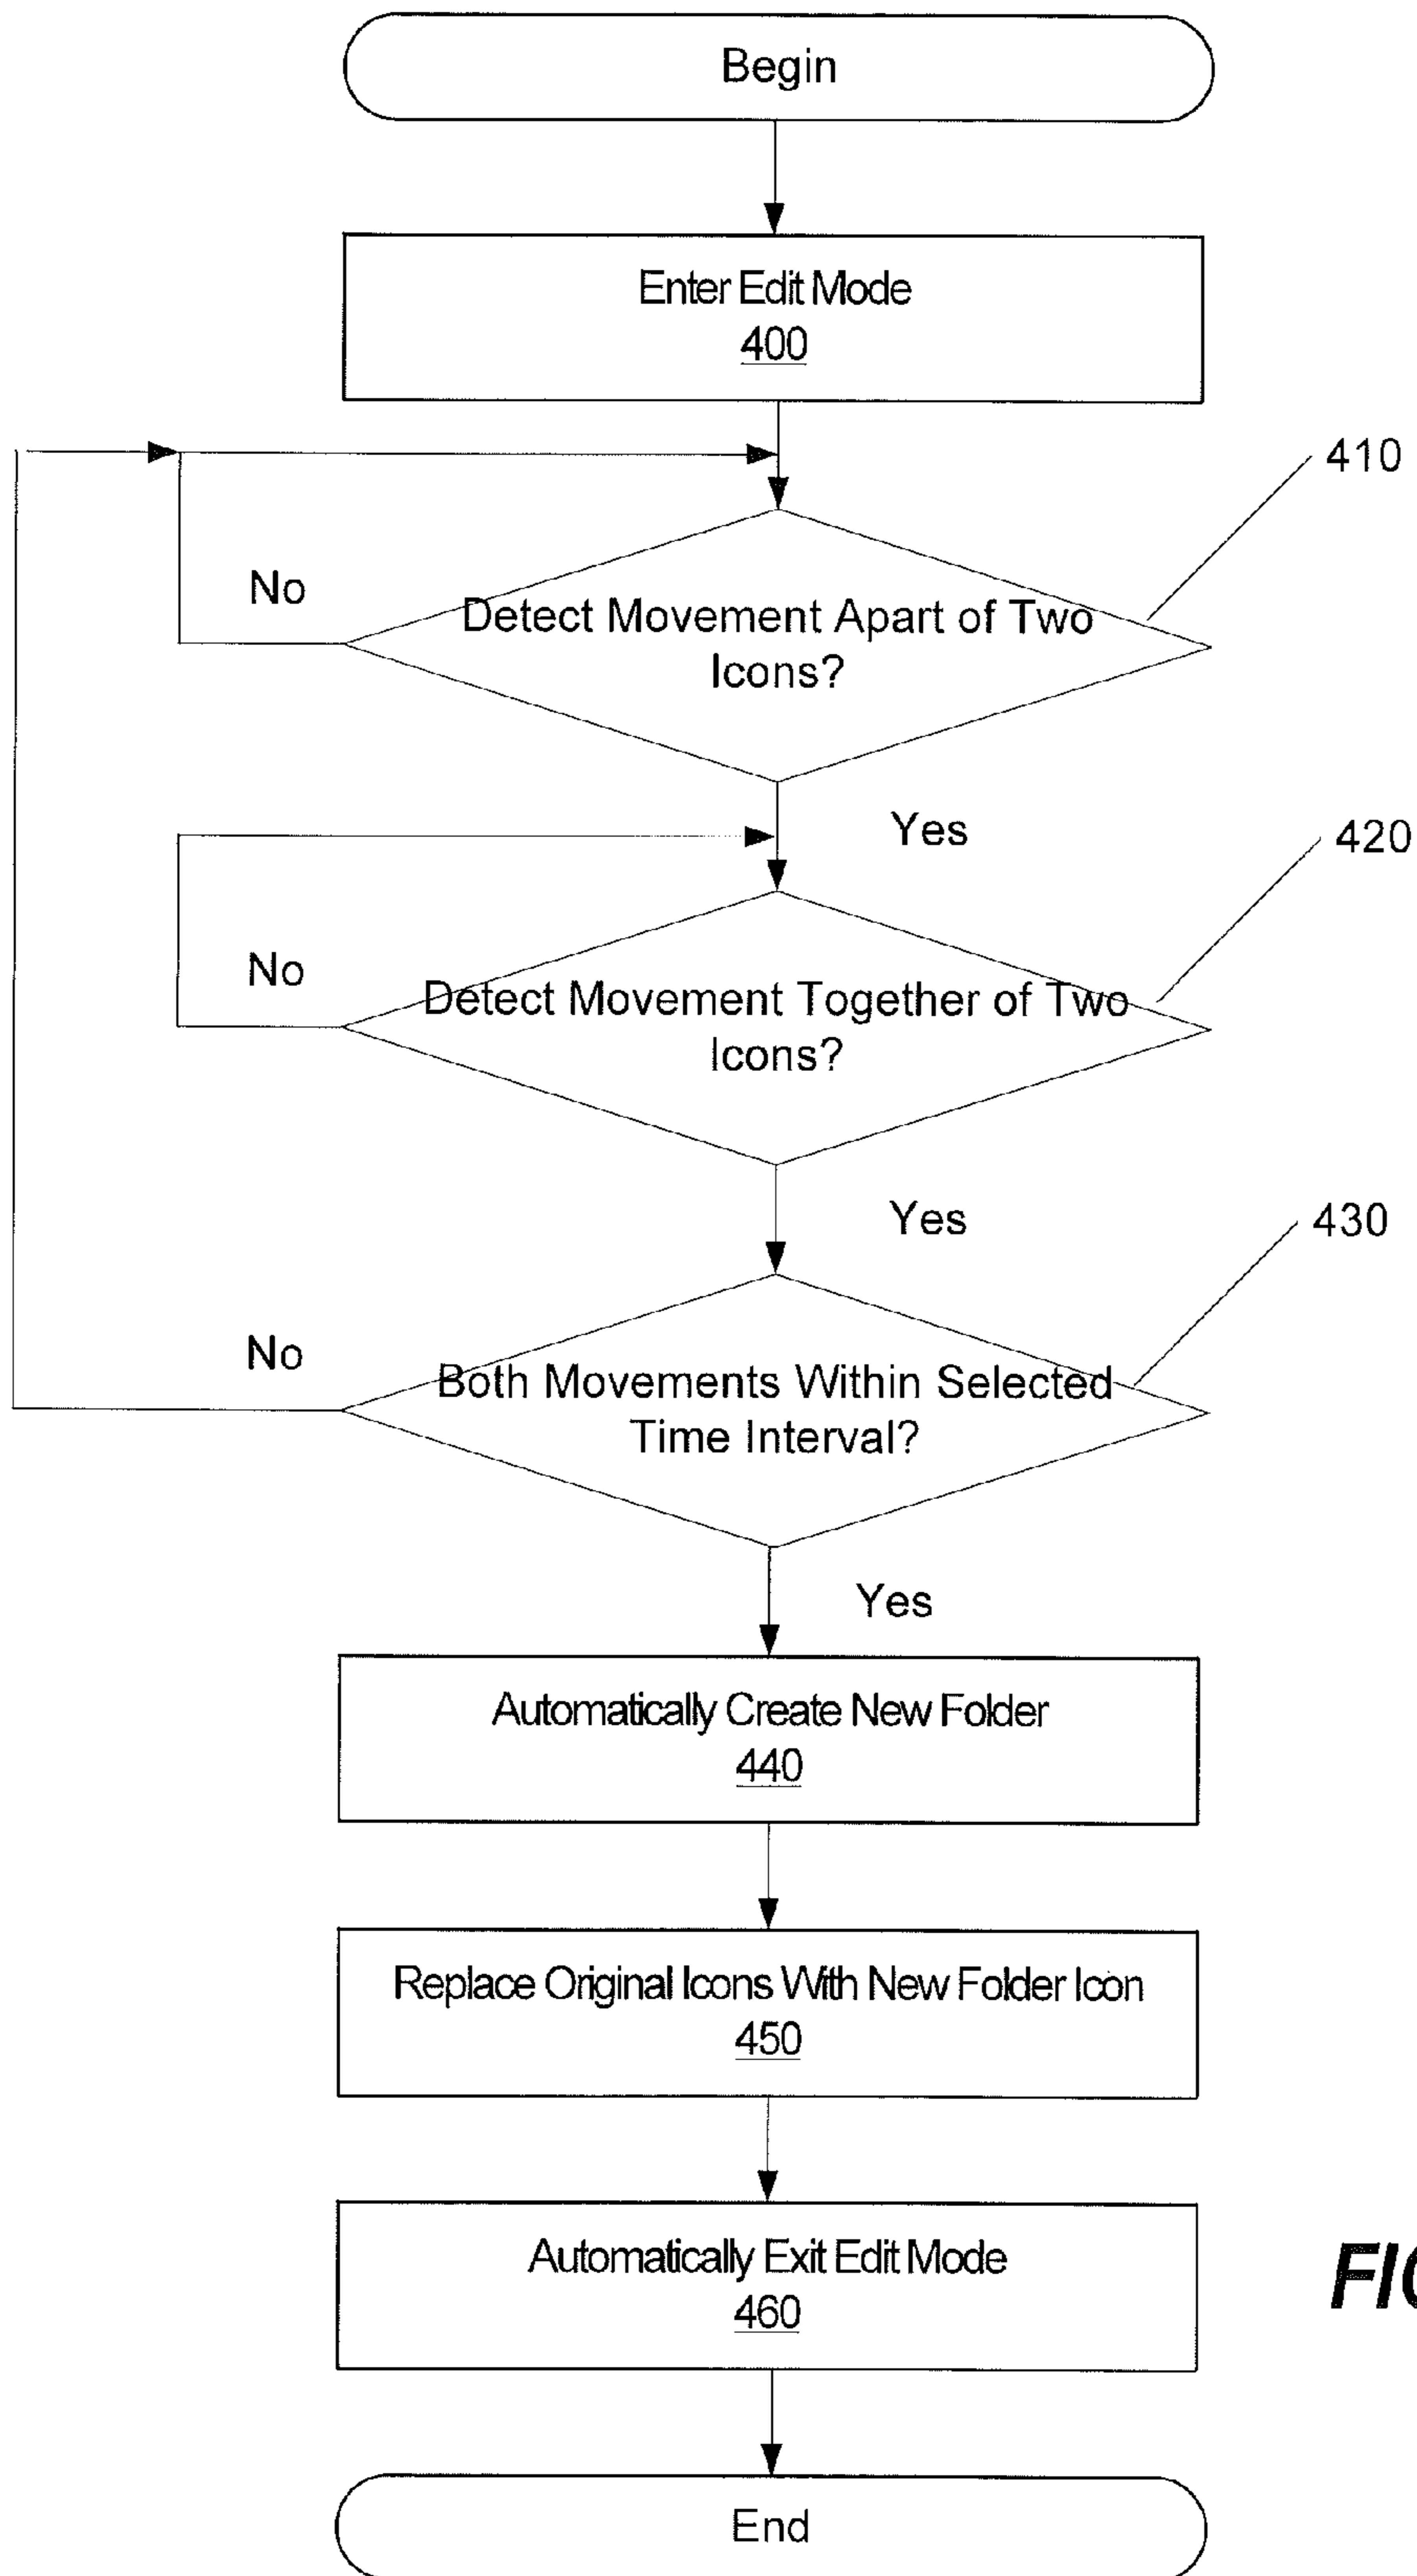 Begin
Enter Edit Mode
400
410
No
Detect Movement Apart of Two
Icons?
Yes
420
No
Detect Movement Together of Two
Icons?
Yes
430
No
Both Movements Within Selected
Time Interval?
Yes
Automatically Create New Folder
440
Replace Original Icons With New Folder Icon
450
Automatically Exit Edit Mode
460
End